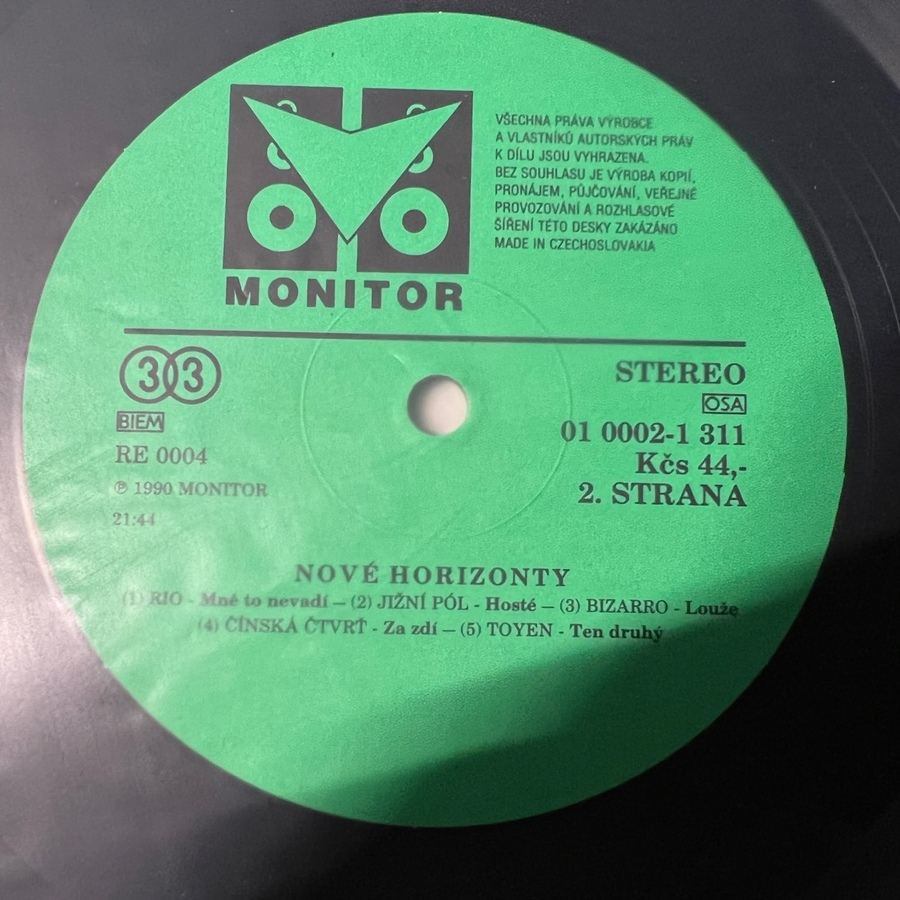 VŠECHNA PRÁVA VÝROBCE
A VLASTNÍKŮ AUTORSKÝCH PRÁV
K DÍLU JSOU VYHRAZENA.
BEZ SOUHLASU JE VÝROBA KOPIÍ,
PRONÁJEM, PŮJČOVÁNÍ, VEŘEJNÉ
PROVOZOVÁNÍ A ROZHLASOVÉ
ŠÍŘENÍ TÉTO DESKY ZAKÁZÁNO
MADE IN CZECHOSLOVAKIA
MONITOR
33
BIEM
RE 0004
℗ 1990 MONITOR
21:44
STEREO
OSA
01 0002-1 311
Kčs 44,-
2. STRANA
NOVÉ HORIZONTY
(1) RIO - Mně to nevadí – (2) JIŽNÍ PÓL - Hosté – (3) BIZARRO - Louže
(4) ČÍNSKÁ ČTVRŤ - Za zdí – (5) TOYEN - Ten druhý